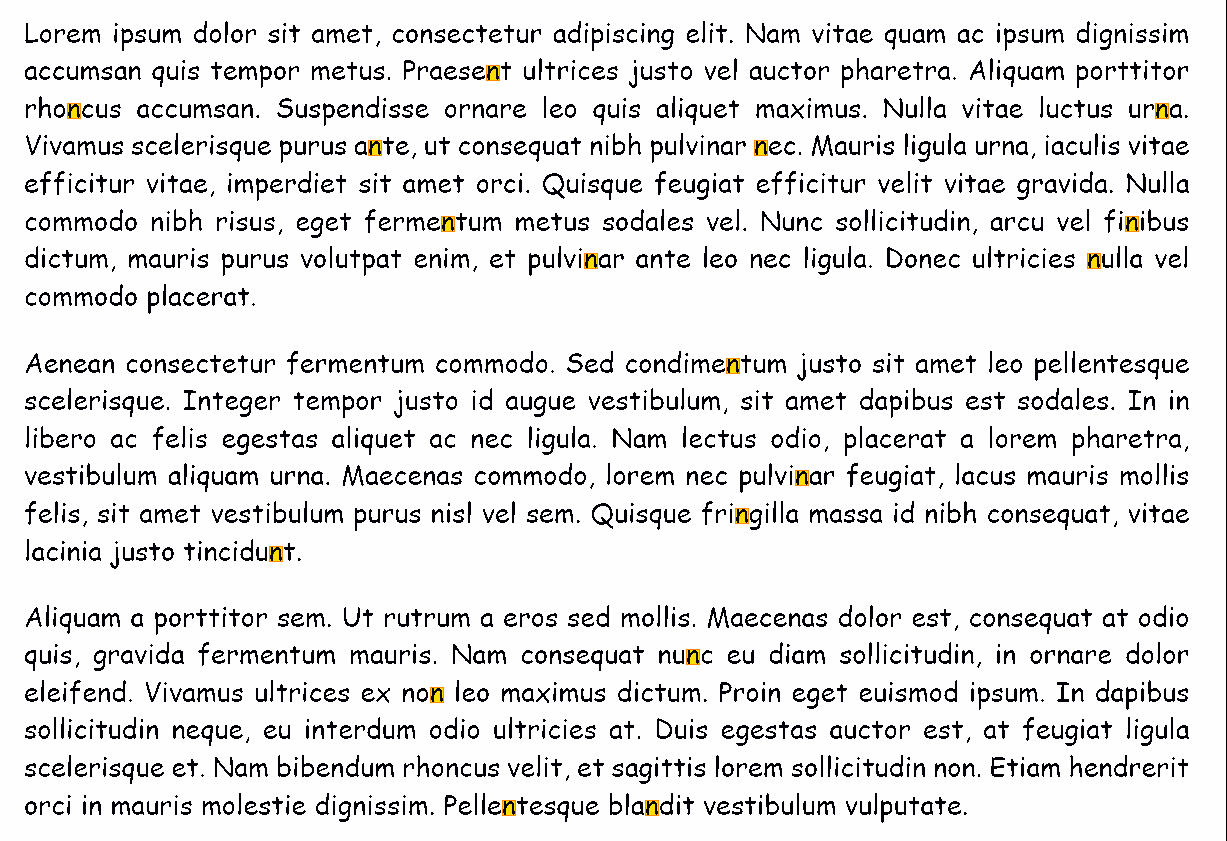 Lorem ipsum dolor sit amet, consectetur adipiscing elit. Nam vitae quam ac ipsum dignissim
accumsan quis tempor metus. Praesent ultrices justo vel auctor pharetra. Aliquam porttitor
rhoncus accumsan. Suspendisse ornare leo quis aliquet maximus. Nulla vitae luctus urna.
Vivamus scelerisque purus ante, ut consequat nibh pulvinar nec. Mauris ligula urna, iaculis vitae
efficitur vitae, imperdiet sit amet orci. Quisque feugiat efficitur velit vitae gravida. Nulla
commodo nibh risus, eget fermentum metus sodales vel. Nunc sollicitudin, arcu vel finibus
dictum, mauris purus volutpat enim, et pulvinar ante leo nec ligula. Donec ultricies nulla vel
commodo placerat.
Aenean consectetur fermentum commodo. Sed condimentum justo sit amet leo pellentesque
scelerisque. Integer tempor justo id augue vestibulum, sit amet dapibus est sodales. In in
libero ac felis egestas aliquet ac nec ligula. Nam lectus odio, placerat a lorem pharetra,
vestibulum aliquam urna. Maecenas commodo, lorem nec pulvinar feugiat, lacus mauris mollis
felis, sit amet vestibulum purus nisl vel sem. Quisque fringilla massa id nibh consequat, vitae
lacinia justo tincidunt.
Aliquam a porttitor sem. Ut rutrum a eros sed mollis. Maecenas dolor est, consequat at odio
quis, gravida fermentum mauris. Nam consequat nunc eu diam sollicitudin, in ornare dolor
eleifend. Vivamus ultrices ex non leo maximus dictum. Proin eget euismod ipsum. In dapibus
sollicitudin neque, eu interdum odio ultricies at. Duis egestas auctor est, at feugiat ligula
scelerisque et. Nam bibendum rhoncus velit, et sagittis lorem sollicitudin non. Etiam hendrerit
orci in mauris molestie dignissim. Pellentesque blandit vestibulum vulputate.